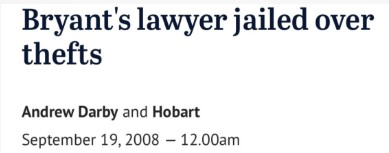 Bryant's lawyer jailed over
thefts
Andrew Darby and Hobart
September 19, 2008 — 12.00am